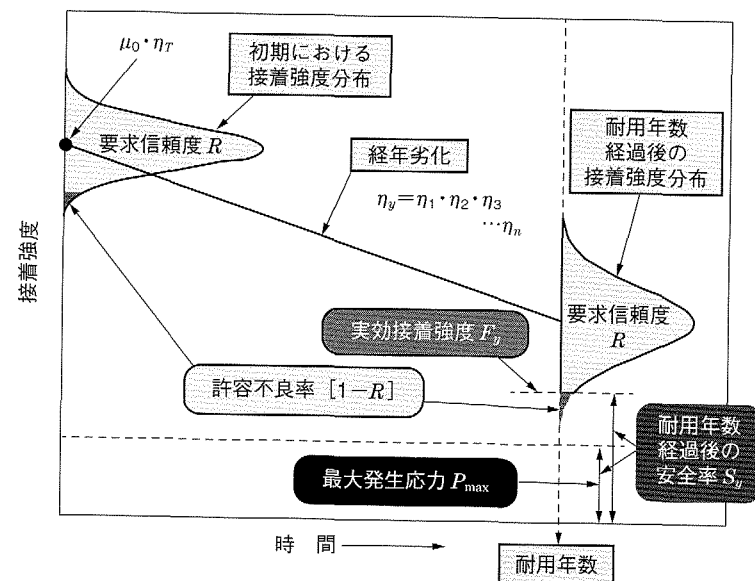 μ₀・η_T
初期における
接着強度分布
要求信頼度 R
経年劣化
η_y＝η₁・η₂・η₃
…η_n
耐用年数
経過後の
接着強度分布
接着強度
実効接着強度 F_y
要求信頼度
R
許容不良率［1－R］
耐用年数
経過後の
安全率 S_y
最大発生応力 P_max
時　間
耐用年数